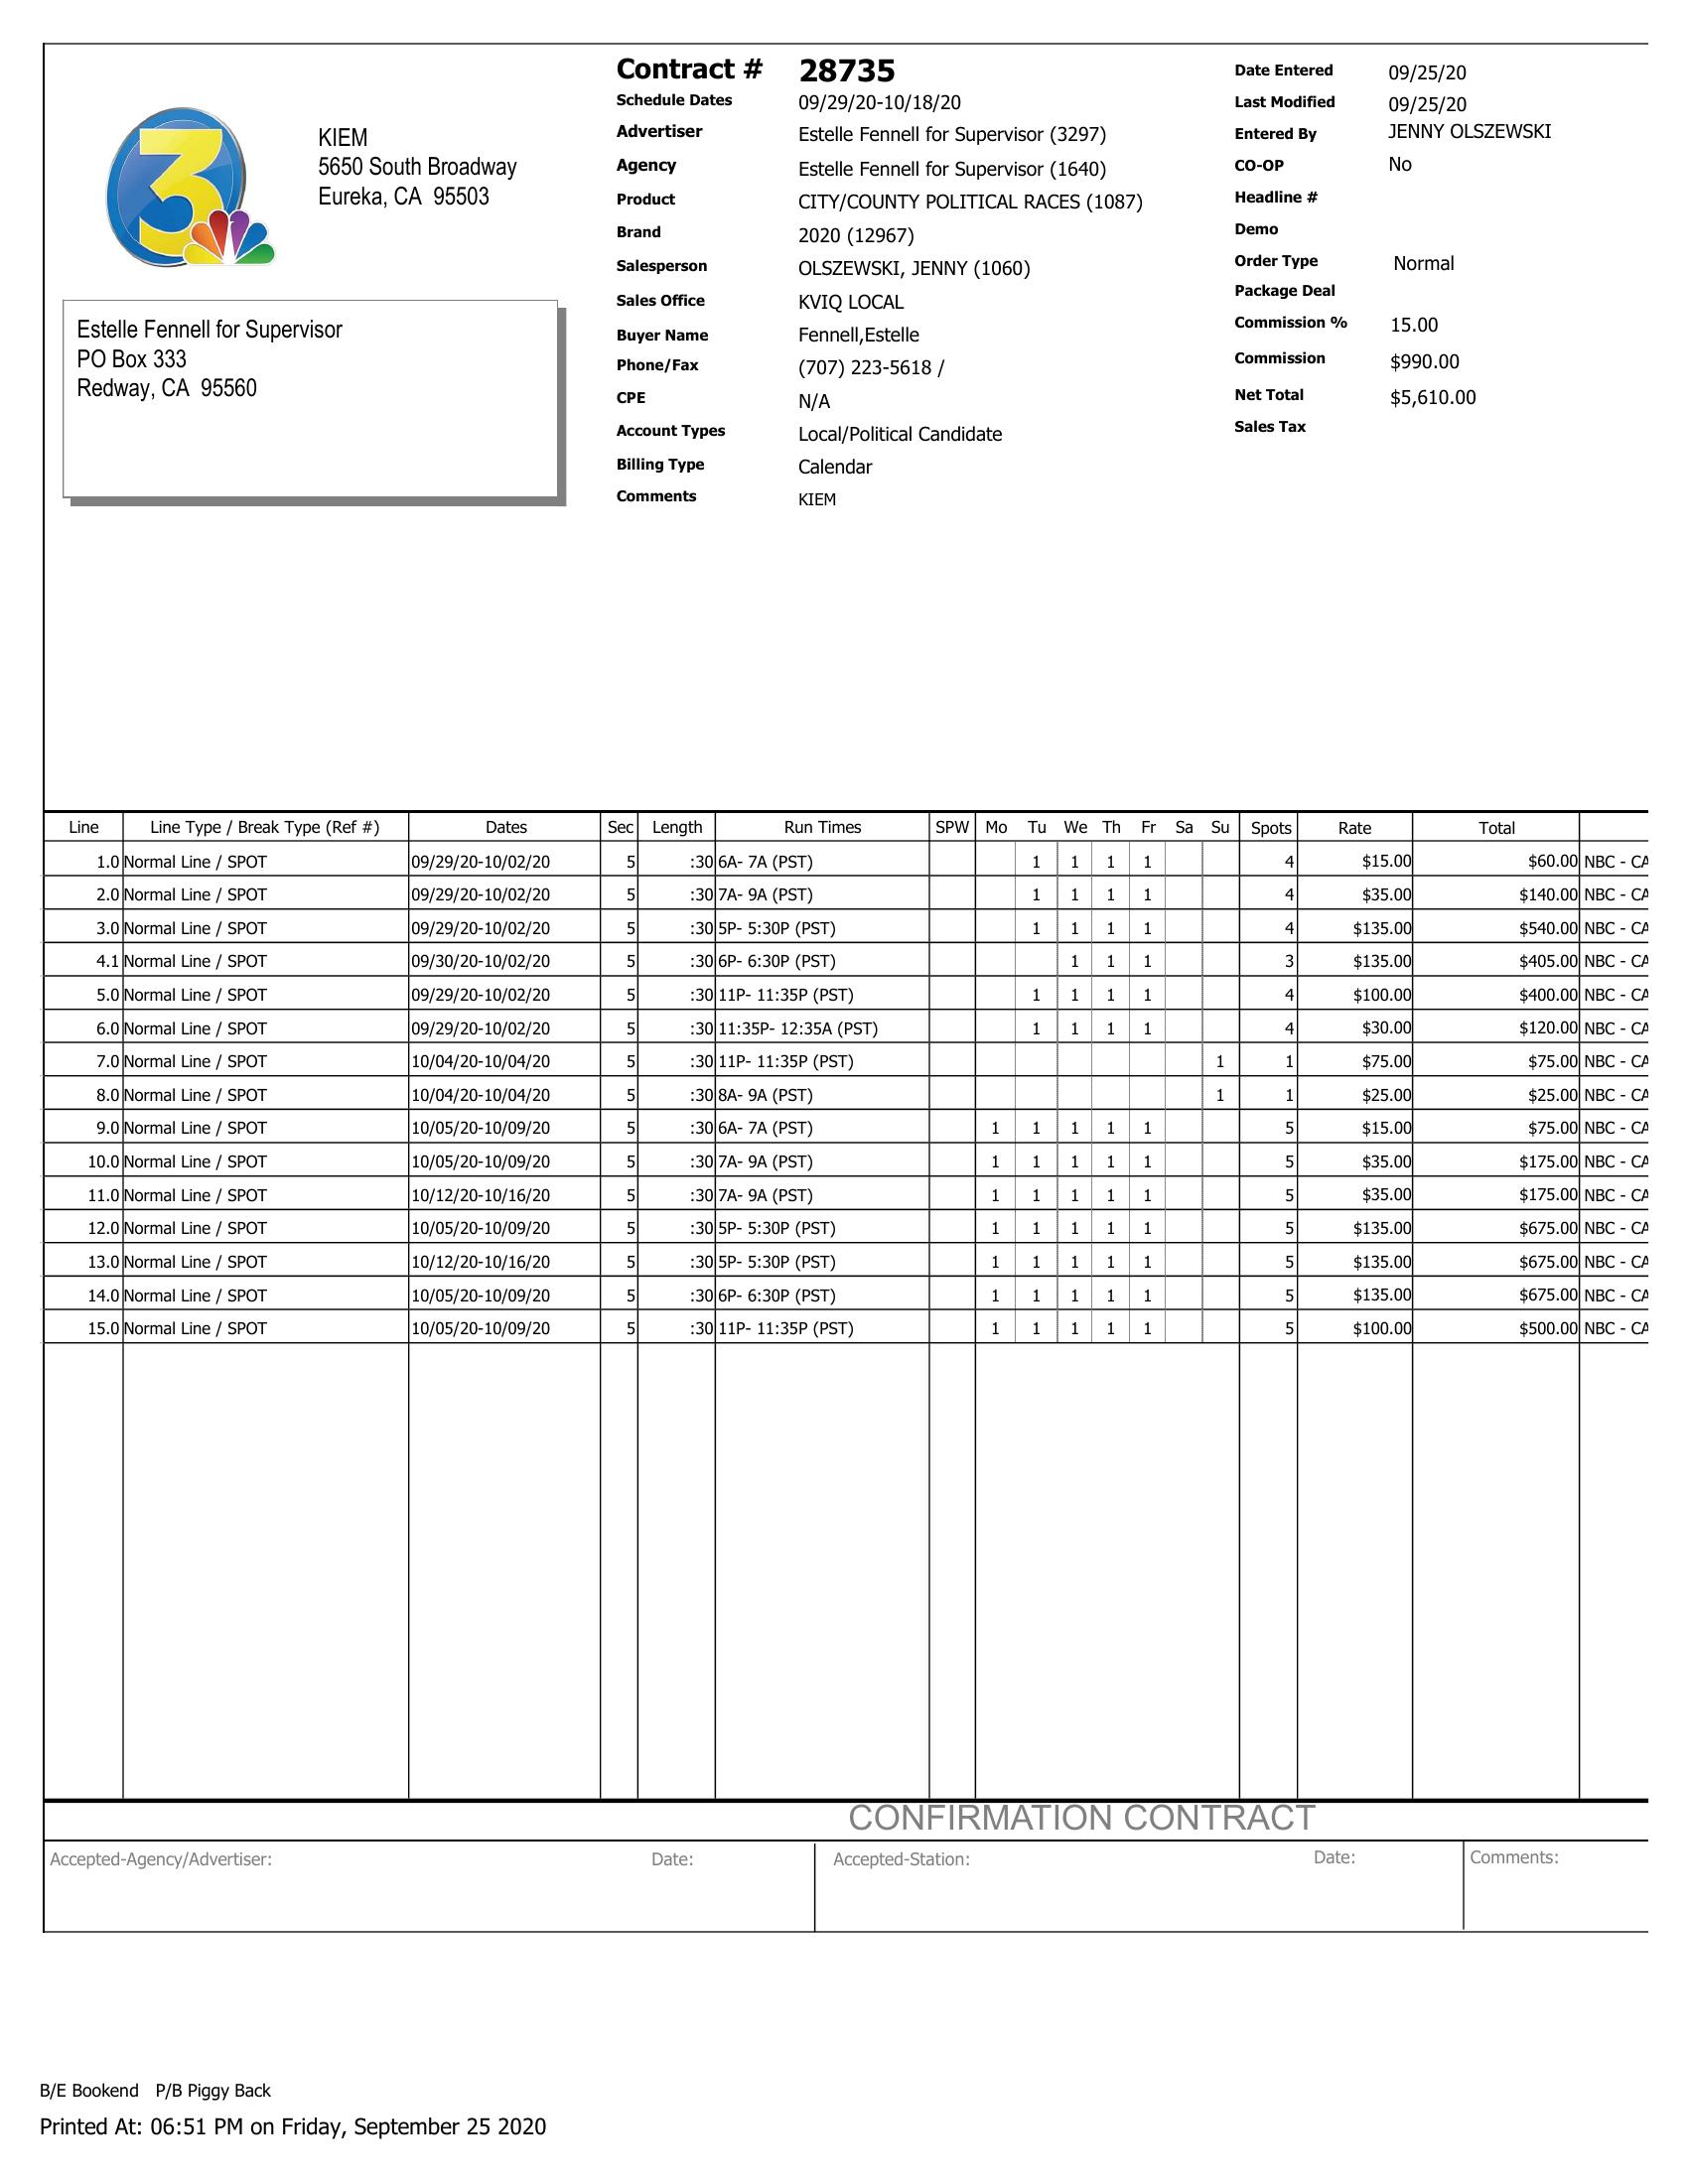 3
KIEM
5650 South Broadway
Eureka, CA 95503
Estelle Fennell for Supervisor
PO Box 333
Redway, CA 95560
Contract # 28735
Schedule Dates 09/29/20-10/18/20
Advertiser Estelle Fennell for Supervisor (3297)
Agency Estelle Fennell for Supervisor (1640)
Product CITY/COUNTY POLITICAL RACES (1087)
Brand 2020 (12967)
Salesperson OLSZEWSKI, JENNY (1060)
Sales Office KVIQ LOCAL
Buyer Name Fennell,Estelle
Phone/Fax (707) 223-5618 /
CPE N/A
Account Types Local/Political Candidate
Billing Type Calendar
Comments KIEM
Date Entered 09/25/20
Last Modified 09/25/20
Entered By JENNY OLSZEWSKI
CO-OP No
Headline #
Demo
Order Type Normal
Package Deal
Commission % 15.00
Commission $990.00
Net Total $5,610.00
Sales Tax
Line Line Type / Break Type (Ref #) Dates Sec Length Run Times SPW Mo Tu We Th Fr Sa Su Spots Rate Total
1.0 Normal Line / SPOT 09/29/20-10/02/20 5 :30 6A- 7A (PST) 1 1 1 1 4 $15.00 $60.00 NBC - CA
2.0 Normal Line / SPOT 09/29/20-10/02/20 5 :30 7A- 9A (PST) 1 1 1 1 4 $35.00 $140.00 NBC - CA
3.0 Normal Line / SPOT 09/29/20-10/02/20 5 :30 5P- 5:30P (PST) 1 1 1 1 4 $135.00 $540.00 NBC - CA
4.1 Normal Line / SPOT 09/30/20-10/02/20 5 :30 6P- 6:30P (PST) 1 1 1 3 $135.00 $405.00 NBC - CA
5.0 Normal Line / SPOT 09/29/20-10/02/20 5 :30 11P- 11:35P (PST) 1 1 1 1 4 $100.00 $400.00 NBC - CA
6.0 Normal Line / SPOT 09/29/20-10/02/20 5 :30 11:35P- 12:35A (PST) 1 1 1 1 4 $30.00 $120.00 NBC - CA
7.0 Normal Line / SPOT 10/04/20-10/04/20 5 :30 11P- 11:35P (PST) 1 1 $75.00 $75.00 NBC - CA
8.0 Normal Line / SPOT 10/04/20-10/04/20 5 :30 8A- 9A (PST) 1 1 $25.00 $25.00 NBC - CA
9.0 Normal Line / SPOT 10/05/20-10/09/20 5 :30 6A- 7A (PST) 1 1 1 1 1 5 $15.00 $75.00 NBC - CA
10.0 Normal Line / SPOT 10/05/20-10/09/20 5 :30 7A- 9A (PST) 1 1 1 1 1 5 $35.00 $175.00 NBC - CA
11.0 Normal Line / SPOT 10/12/20-10/16/20 5 :30 7A- 9A (PST) 1 1 1 1 1 5 $35.00 $175.00 NBC - CA
12.0 Normal Line / SPOT 10/05/20-10/09/20 5 :30 5P- 5:30P (PST) 1 1 1 1 1 5 $135.00 $675.00 NBC - CA
13.0 Normal Line / SPOT 10/12/20-10/16/20 5 :30 5P- 5:30P (PST) 1 1 1 1 1 5 $135.00 $675.00 NBC - CA
14.0 Normal Line / SPOT 10/05/20-10/09/20 5 :30 6P- 6:30P (PST) 1 1 1 1 1 5 $135.00 $675.00 NBC - CA
15.0 Normal Line / SPOT 10/05/20-10/09/20 5 :30 11P- 11:35P (PST) 1 1 1 1 1 5 $100.00 $500.00 NBC - CA
CONFIRMATION CONTRACT
Accepted-Agency/Advertiser: Date: Accepted-Station: Date: Comments:
B/E Bookend P/B Piggy Back
Printed At: 06:51 PM on Friday, September 25 2020